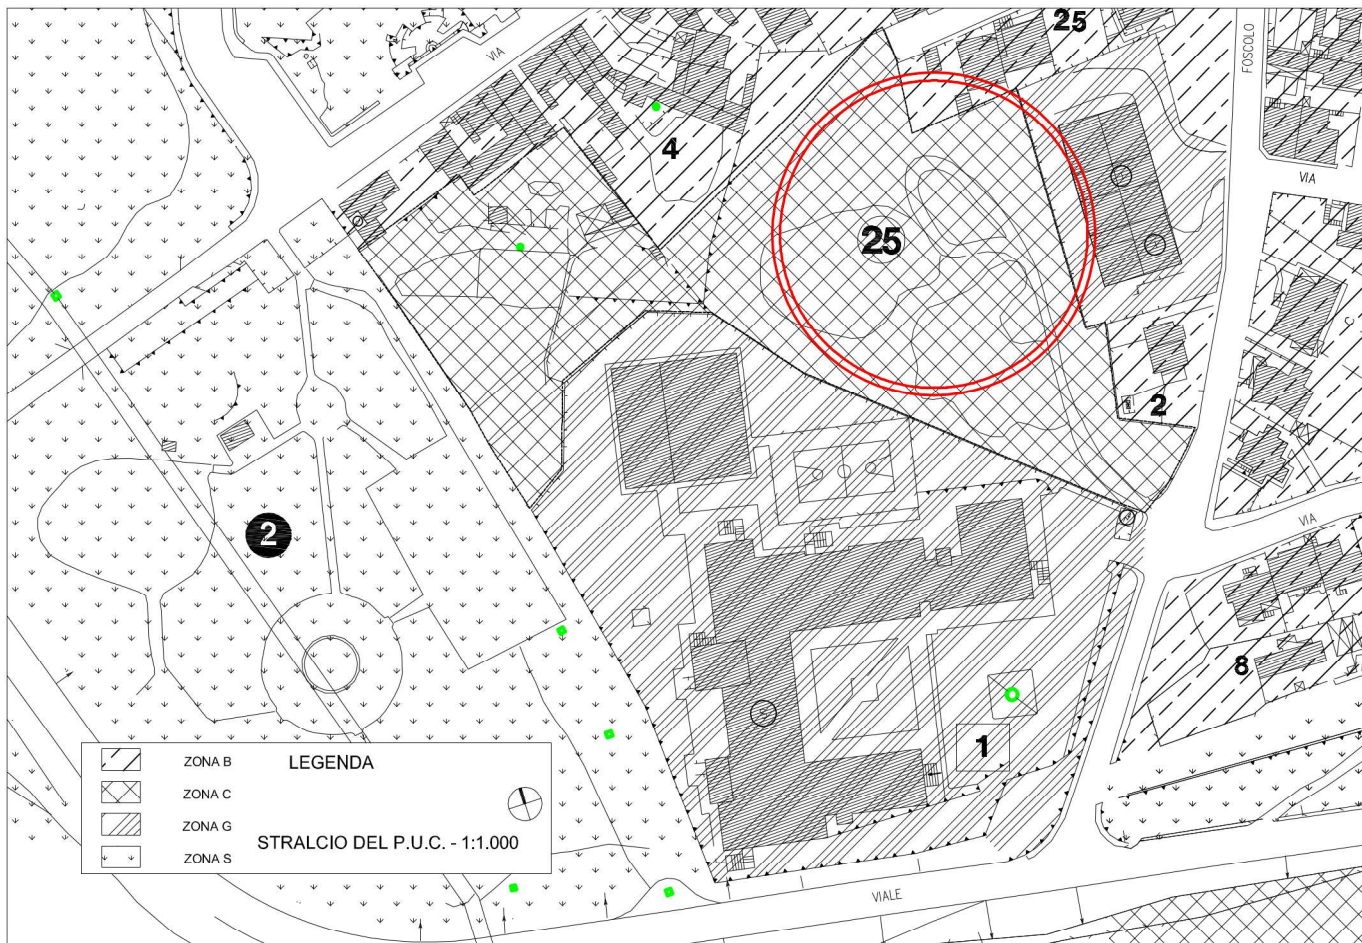 25
VIA
FOSCOLO
4
VIA
25
2
C
2
VIA
8
1
ZONA B
LEGENDA
ZONA C
ZONA G
STRALCIO DEL P.U.C. - 1:1.000
ZONA S
VIALE